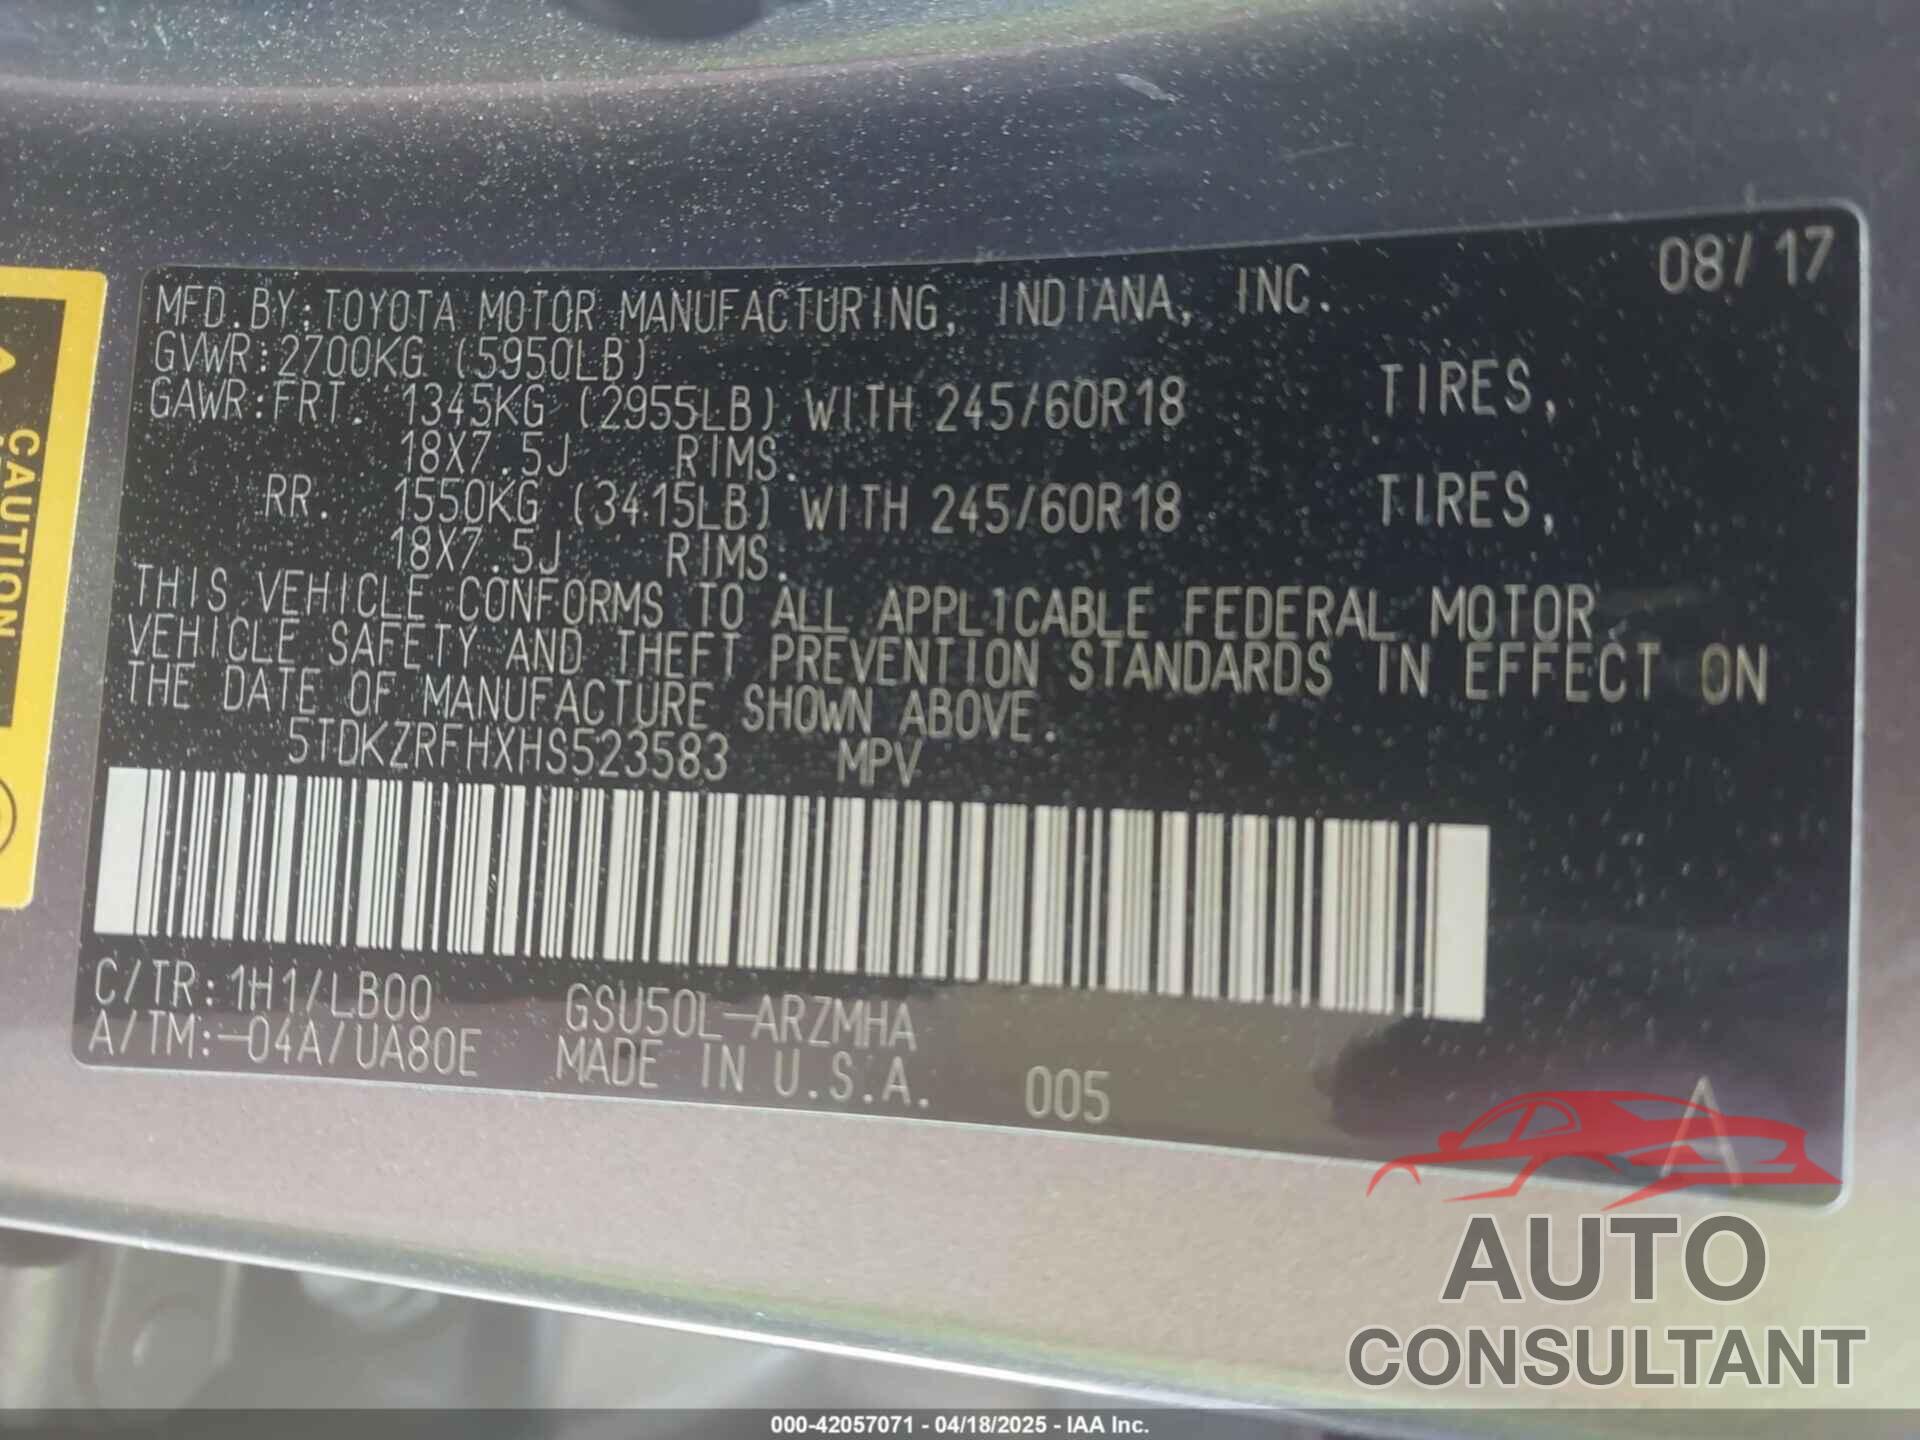 08/17
MFD.BY:TOYOTA MOTOR MANUFACTURING, INDIANA, INC.
GVWR:2700KG (5950LB)
GAWR:FRT. 1345KG (2955LB) WITH 245/60R18 TIRES,
18X7.5J RIMS.
RR. 1550KG (3415LB) WITH 245/60R18 TIRES,
18X7.5J RIMS.
THIS VEHICLE CONFORMS TO ALL APPLICABLE FEDERAL MOTOR
VEHICLE SAFETY AND THEFT PREVENTION STANDARDS IN EFFECT ON
THE DATE OF MANUFACTURE SHOWN ABOVE.
5TDKZRFHXHS523583 MPV
C/TR:1H1/LB00 GSU50L-ARZMHA
A/TM:-04A/UA80E MADE IN U.S.A. 005
A
CAUTION
AUTO
CONSULTANT
000-42057071 - 04/18/2025 - IAA Inc.